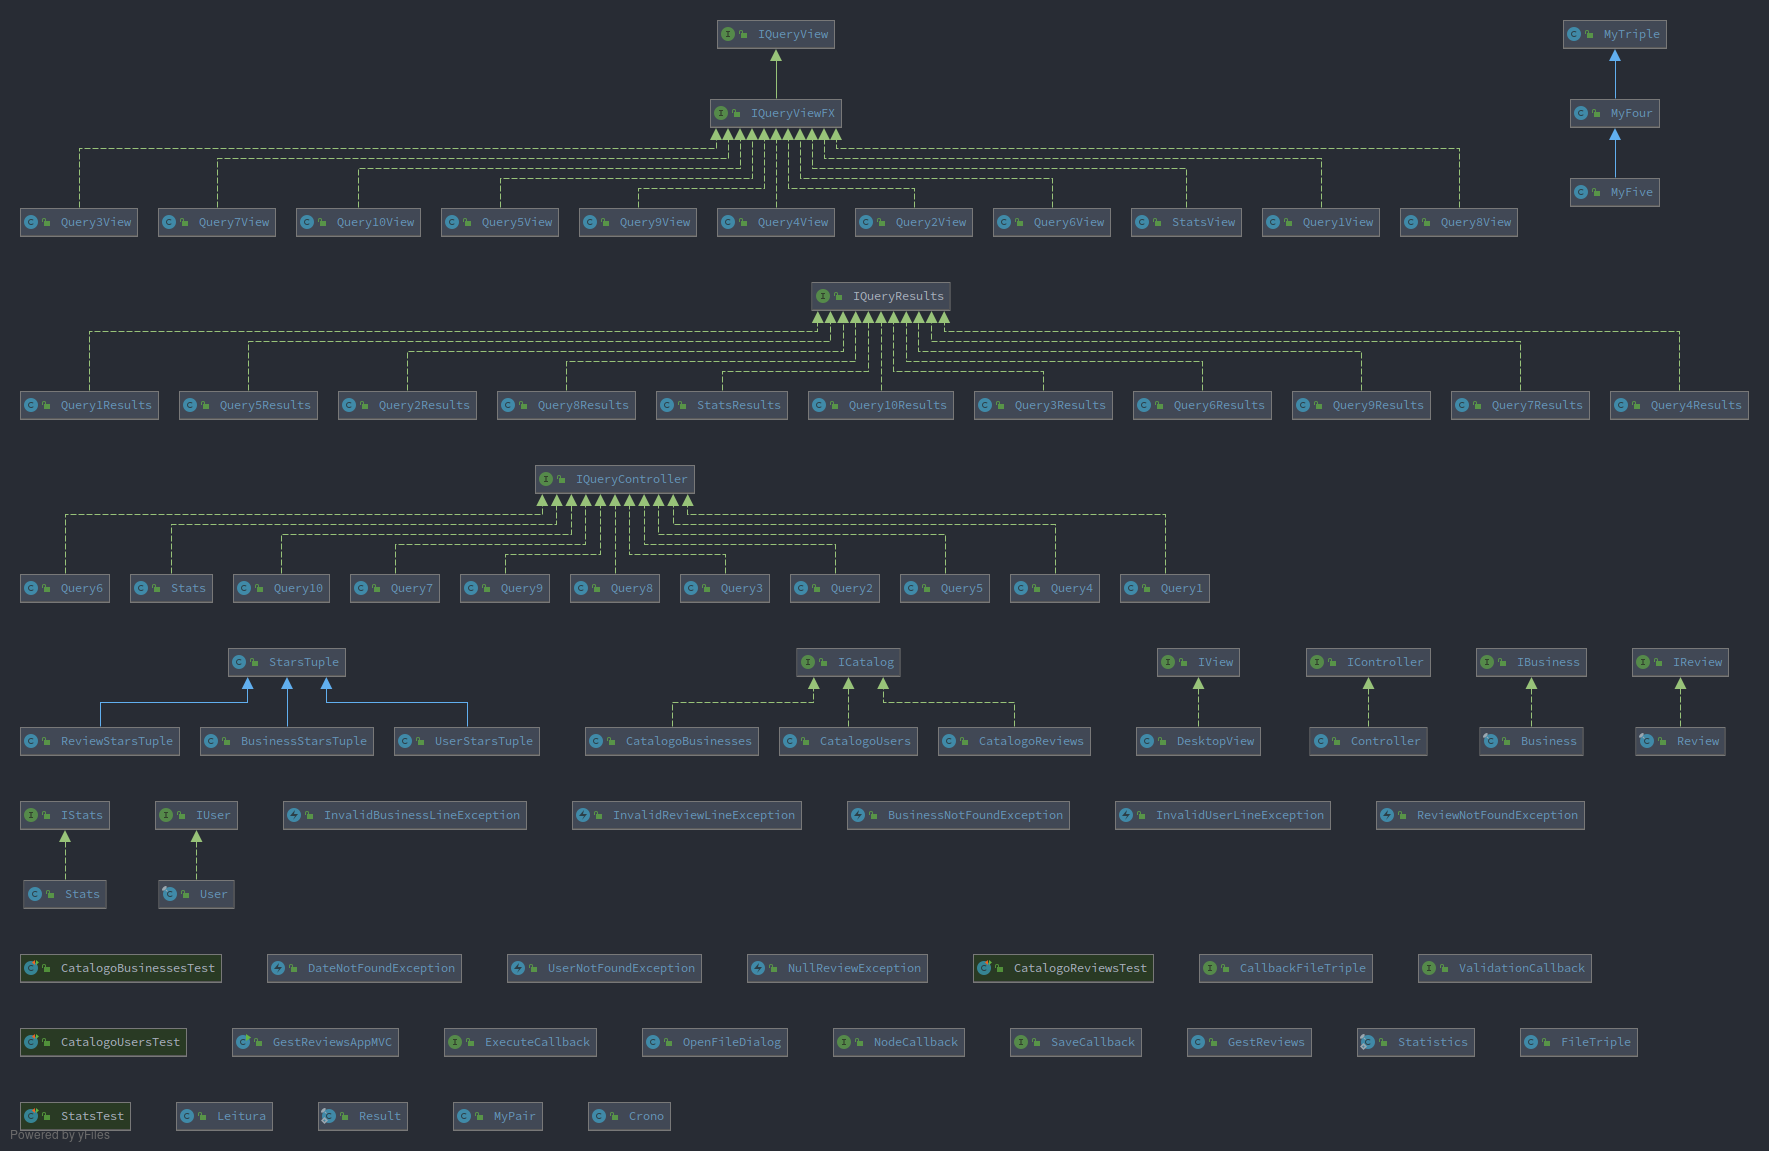 IQueryView
MyTriple
IQueryViewFX
MyFour
MyFive
Query3View
Query7View
Query10View
Query5View
Query9View
Query4View
Query2View
Query6View
StatsView
Query1View
Query8View
IQueryResults
Query1Results
Query5Results
Query2Results
Query8Results
StatsResults
Query10Results
Query3Results
Query6Results
Query9Results
Query7Results
Query4Results
IQueryController
Query6
Stats
Query10
Query7
Query9
Query8
Query3
Query2
Query5
Query4
Query1
StarsTuple
ICatalog
IView
IController
IBusiness
IReview
ReviewStarsTuple
BusinessStarsTuple
UserStarsTuple
CatalogoBusinesses
CatalogoUsers
CatalogoReviews
DesktopView
Controller
Business
Review
IStats
IUser
InvalidBusinessLineException
InvalidReviewLineException
BusinessNotFoundException
InvalidUserLineException
ReviewNotFoundException
Stats
User
CatalogoBusinessesTest
DateNotFoundException
UserNotFoundException
NullReviewException
CatalogoReviewsTest
CallbackFileTriple
ValidationCallback
CatalogoUsersTest
GestReviewsAppMVC
ExecuteCallback
OpenFileDialog
NodeCallback
SaveCallback
GestReviews
Statistics
FileTriple
StatsTest
Leitura
Result
MyPair
Crono
Powered by yFiles